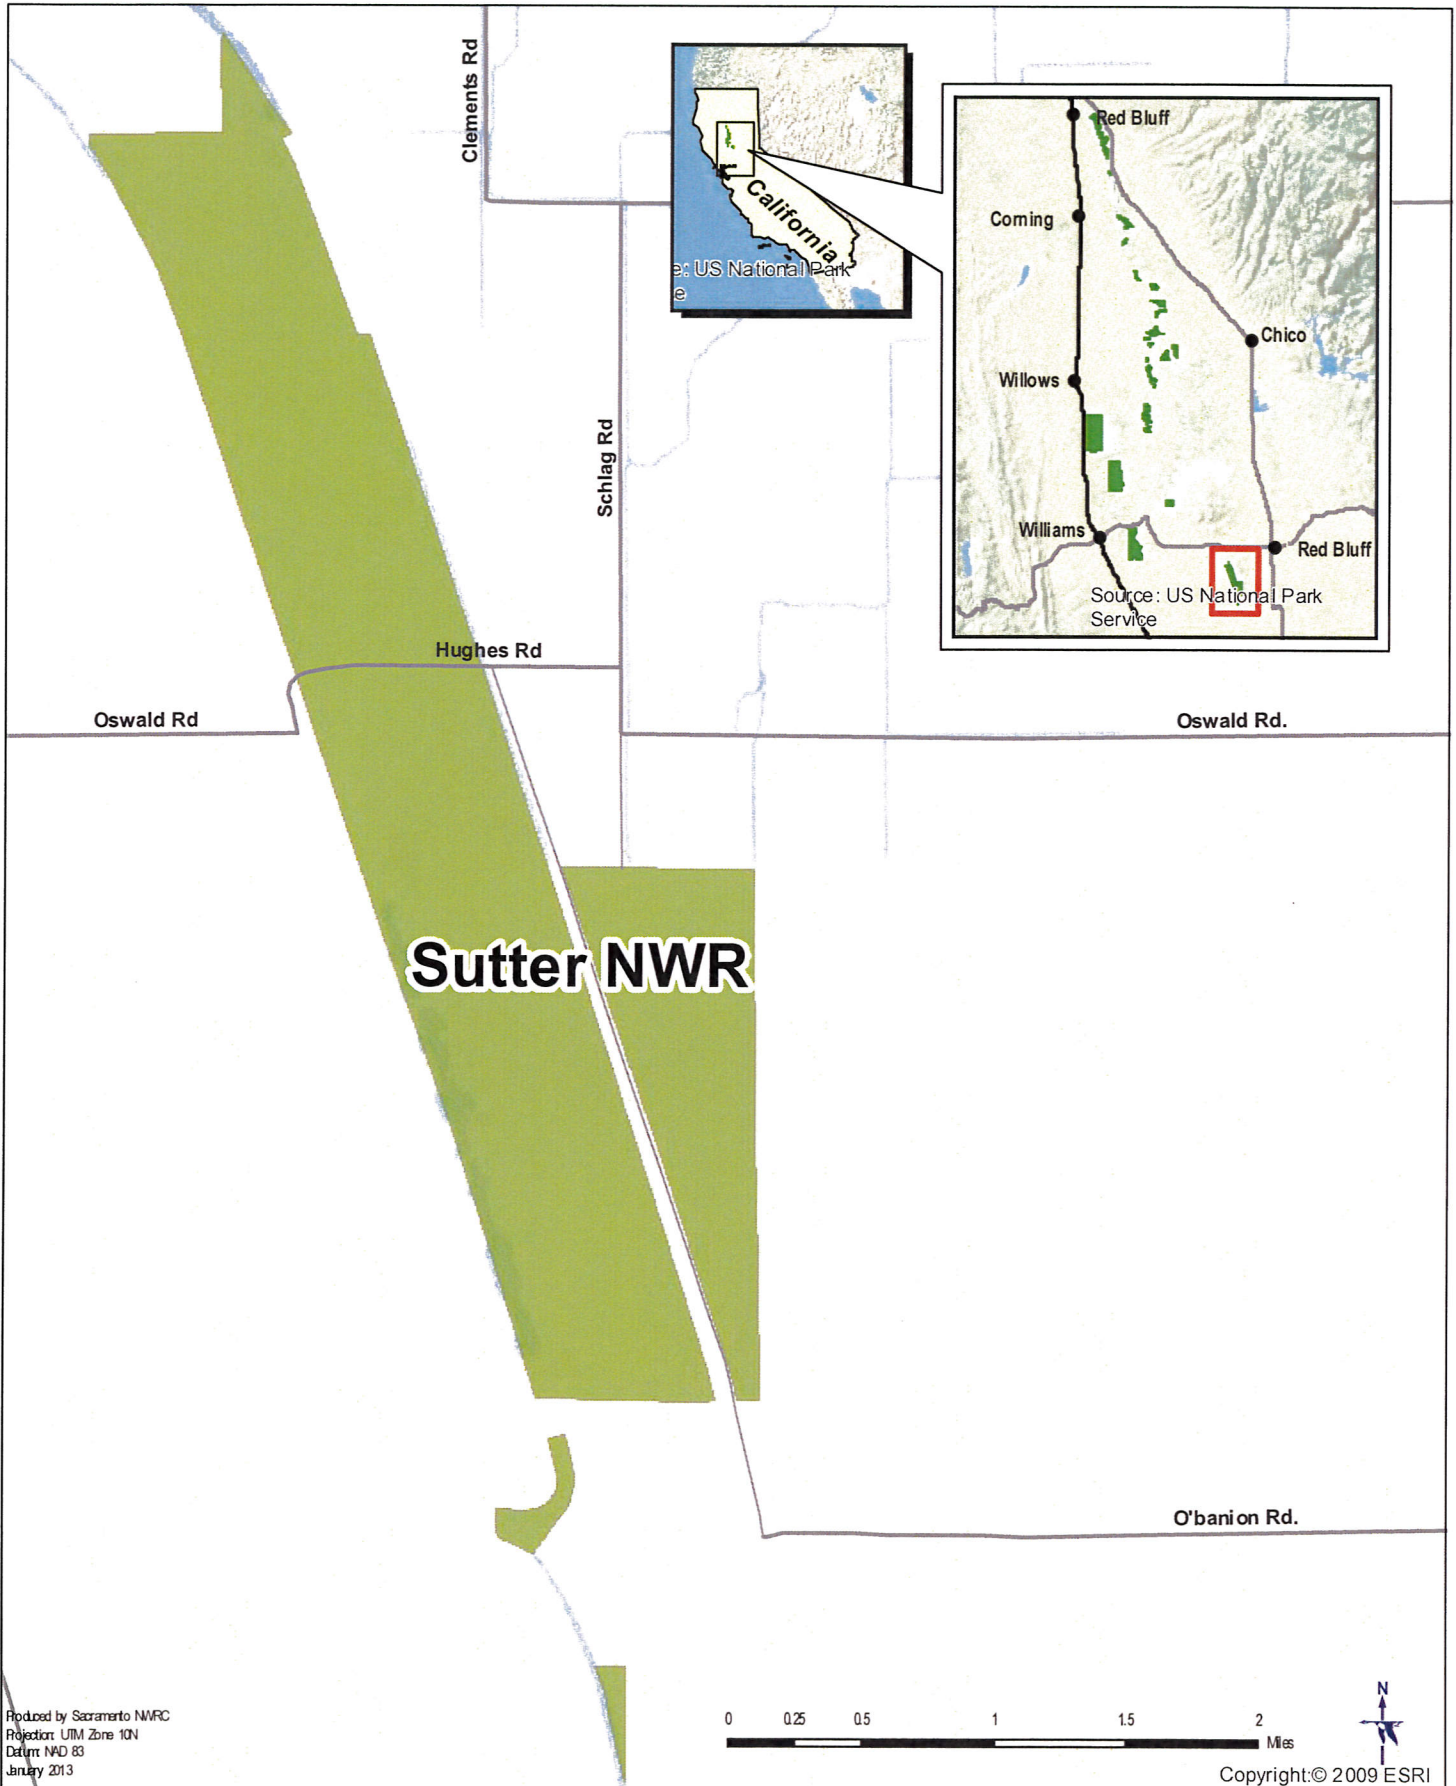 Clements Rd
Red Bluff
Corning
California
e: US National Park
e
Chico
Willows
Schlag Rd
Williams
Red Bluff
Source: US National Park
Service
Hughes Rd
Oswald Rd
Oswald Rd.
Sutter NWR
O'banion Rd.
N
Produced by Sacramento NWRC
Projection: UTM Zone 10N
Datum: NAD 83
January 2013
0 0.25 0.5 1 1.5 2
Miles
Copyright:© 2009 ESRI